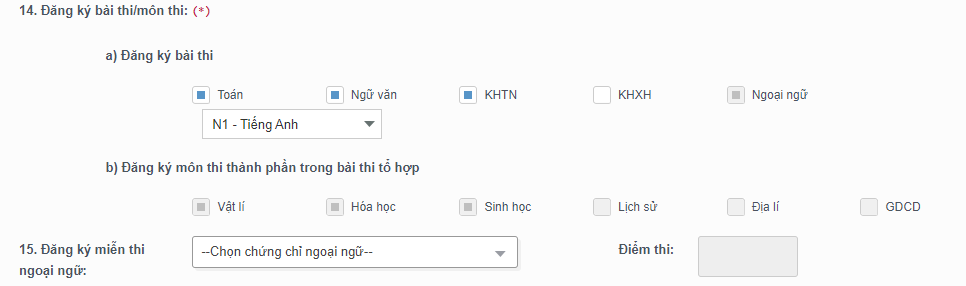 14. Đăng ký bài thi/môn thi: (*)
a) Đăng ký bài thi
Toán Ngữ văn KHTN KHXH Ngoại ngữ
N1 - Tiếng Anh
b) Đăng ký môn thi thành phần trong bài thi tổ hợp
Vật lí Hóa học Sinh học Lịch sử Địa lí GDCD
15. Đăng ký miễn thi
ngoại ngữ:
--Chọn chứng chỉ ngoại ngữ--
Điểm thi: